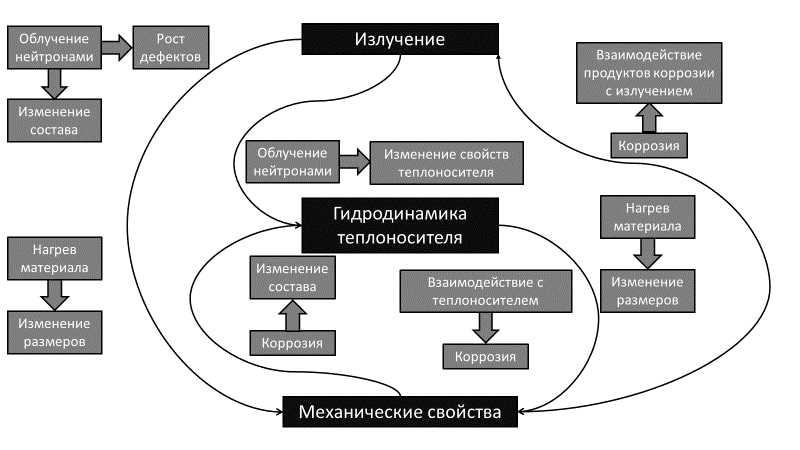 Излучение
Облучение
нейтронами
Рост
дефектов
Изменение
состава
Взаимодействие
продуктов коррозии
с излучением
Коррозия
Облучение
нейтронами
Изменение свойств
теплоносителя
Гидродинамика
теплоносителя
Нагрев
материала
Изменение
размеров
Нагрев
материала
Изменение
размеров
Изменение
состава
Коррозия
Взаимодействие с
теплоносителем
Коррозия
Механические свойства